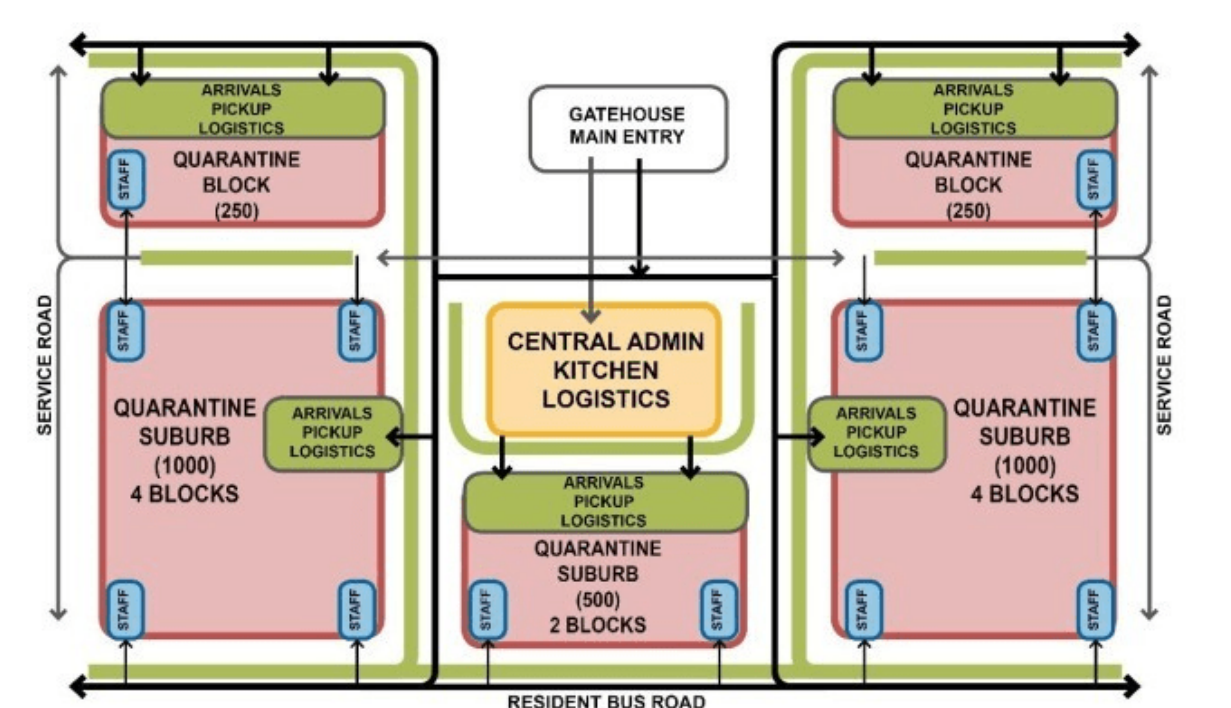 ARRIVALS
PICKUP
LOGISTICS
QUARANTINE
BLOCK
(250)
STAFF
GATEHOUSE
MAIN ENTRY
ARRIVALS
PICKUP
LOGISTICS
QUARANTINE
BLOCK
(250)
STAFF
SERVICE ROAD
STAFF
STAFF
QUARANTINE
SUBURB
(1000)
4 BLOCKS
ARRIVALS
PICKUP
LOGISTICS
STAFF
STAFF
CENTRAL ADMIN
KITCHEN
LOGISTICS
ARRIVALS
PICKUP
LOGISTICS
QUARANTINE
SUBURB
(500)
2 BLOCKS
STAFF
STAFF
STAFF
STAFF
ARRIVALS
PICKUP
LOGISTICS
QUARANTINE
SUBURB
(1000)
4 BLOCKS
STAFF
STAFF
SERVICE ROAD
RESIDENT BUS ROAD